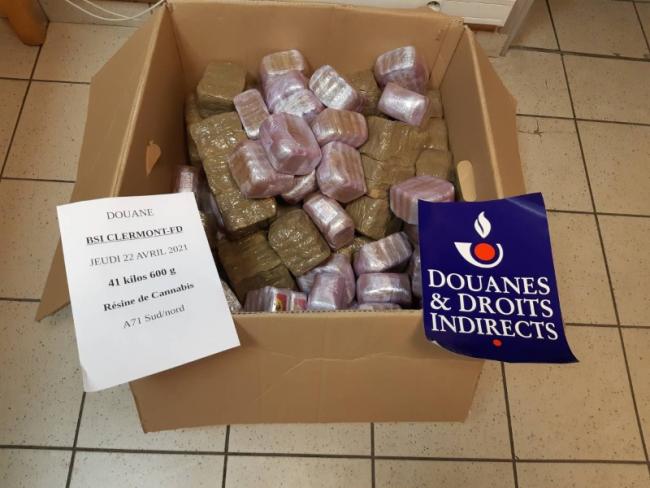 DOUANE
BSI CLERMONT-FD
JEUDI 22 AVRIL 2021
41 kilos 600 g
Résine de Cannabis
A71 Sud/nord
DOUANES
& DROITS
INDIRECTS